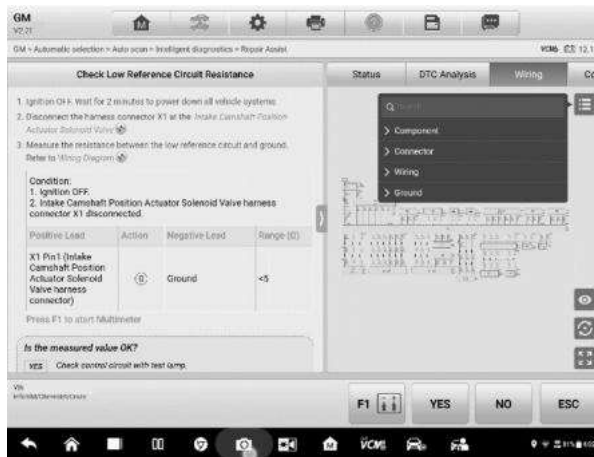 GM
V2.21
GM > Automatic selection > Auto scan > Intelligent diagnostics > Repair Assist
VCMI 12.1
Check Low Reference Circuit Resistance
Status
DTC Analysis
Wiring
1. Ignition OFF. Wait for 2 minutes to power down all vehicle systems.
2. Disconnect the harness connector X1 at the Intake Camshaft Position
Actuator Solenoid Valve
3. Measure the resistance between the low reference circuit and ground.
Refer to Wiring Diagram
Condition:
1. Ignition OFF.
2. Intake Camshaft Position Actuator Solenoid Valve harness
connector X1 disconnected.
Positive Lead
Action
Negative Lead
Range (Ω)
X1 Pin1 (Intake
Camshaft Position
Actuator Solenoid
Valve harness
connector)
Ω
Ground
<5
Press F1 to start Multimeter
Is the measured value OK?
YES Check control circuit with test lamp.
> Component
> Connector
> Wiring
> Ground
F1
YES
NO
ESC
VCMI